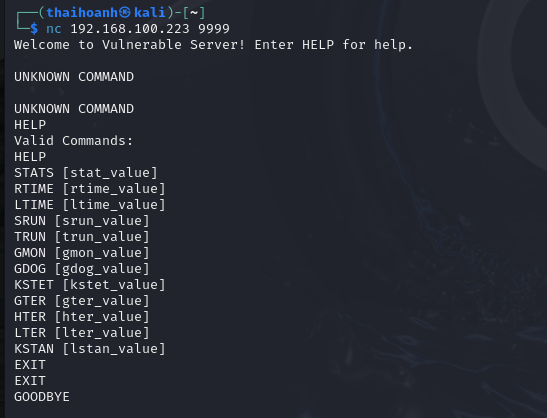 ┌──(thaihoanh㉿kali)-[~]
└─$ nc 192.168.100.223 9999
Welcome to Vulnerable Server! Enter HELP for help.
UNKNOWN COMMAND
UNKNOWN COMMAND
HELP
Valid Commands:
HELP
STATS [stat_value]
RTIME [rtime_value]
LTIME [ltime_value]
SRUN [srun_value]
TRUN [trun_value]
GMON [gmon_value]
GDOG [gdog_value]
KSTET [kstet_value]
GTER [gter_value]
HTER [hter_value]
LTER [lter_value]
KSTAN [lstan_value]
EXIT
EXIT
GOODBYE